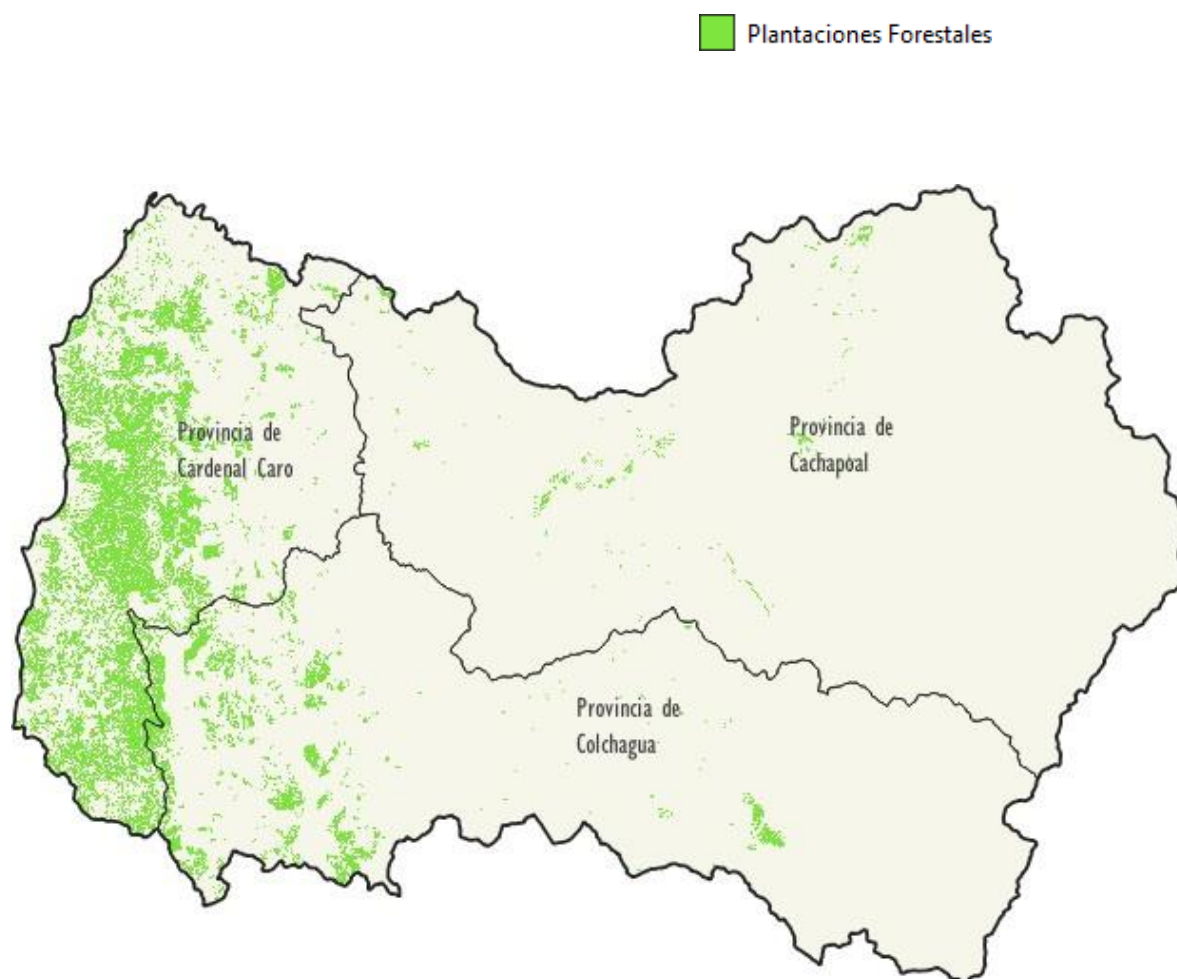 Plantaciones Forestales
Provincia de
Cardenal Caro
Provincia de
Cachapoal
Provincia de
Colchagua